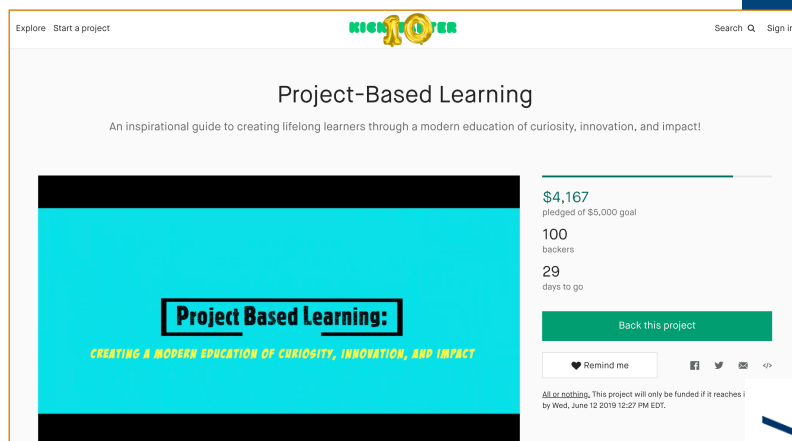 Explore Start a project
Search Sign in
Project-Based Learning
An inspirational guide to creating lifelong learners through a modern education of curiosity, innovation, and impact!
Project Based Learning:
CREATING A MODERN EDUCATION OF CURIOSITY, INNOVATION, AND IMPACT
$4,167
pledged of $5,000 goal
100
backers
29
days to go
Back this project
Remind me
All or nothing. This project will only be funded if it reaches
by Wed, June 12 2019 12:27 PM EDT.